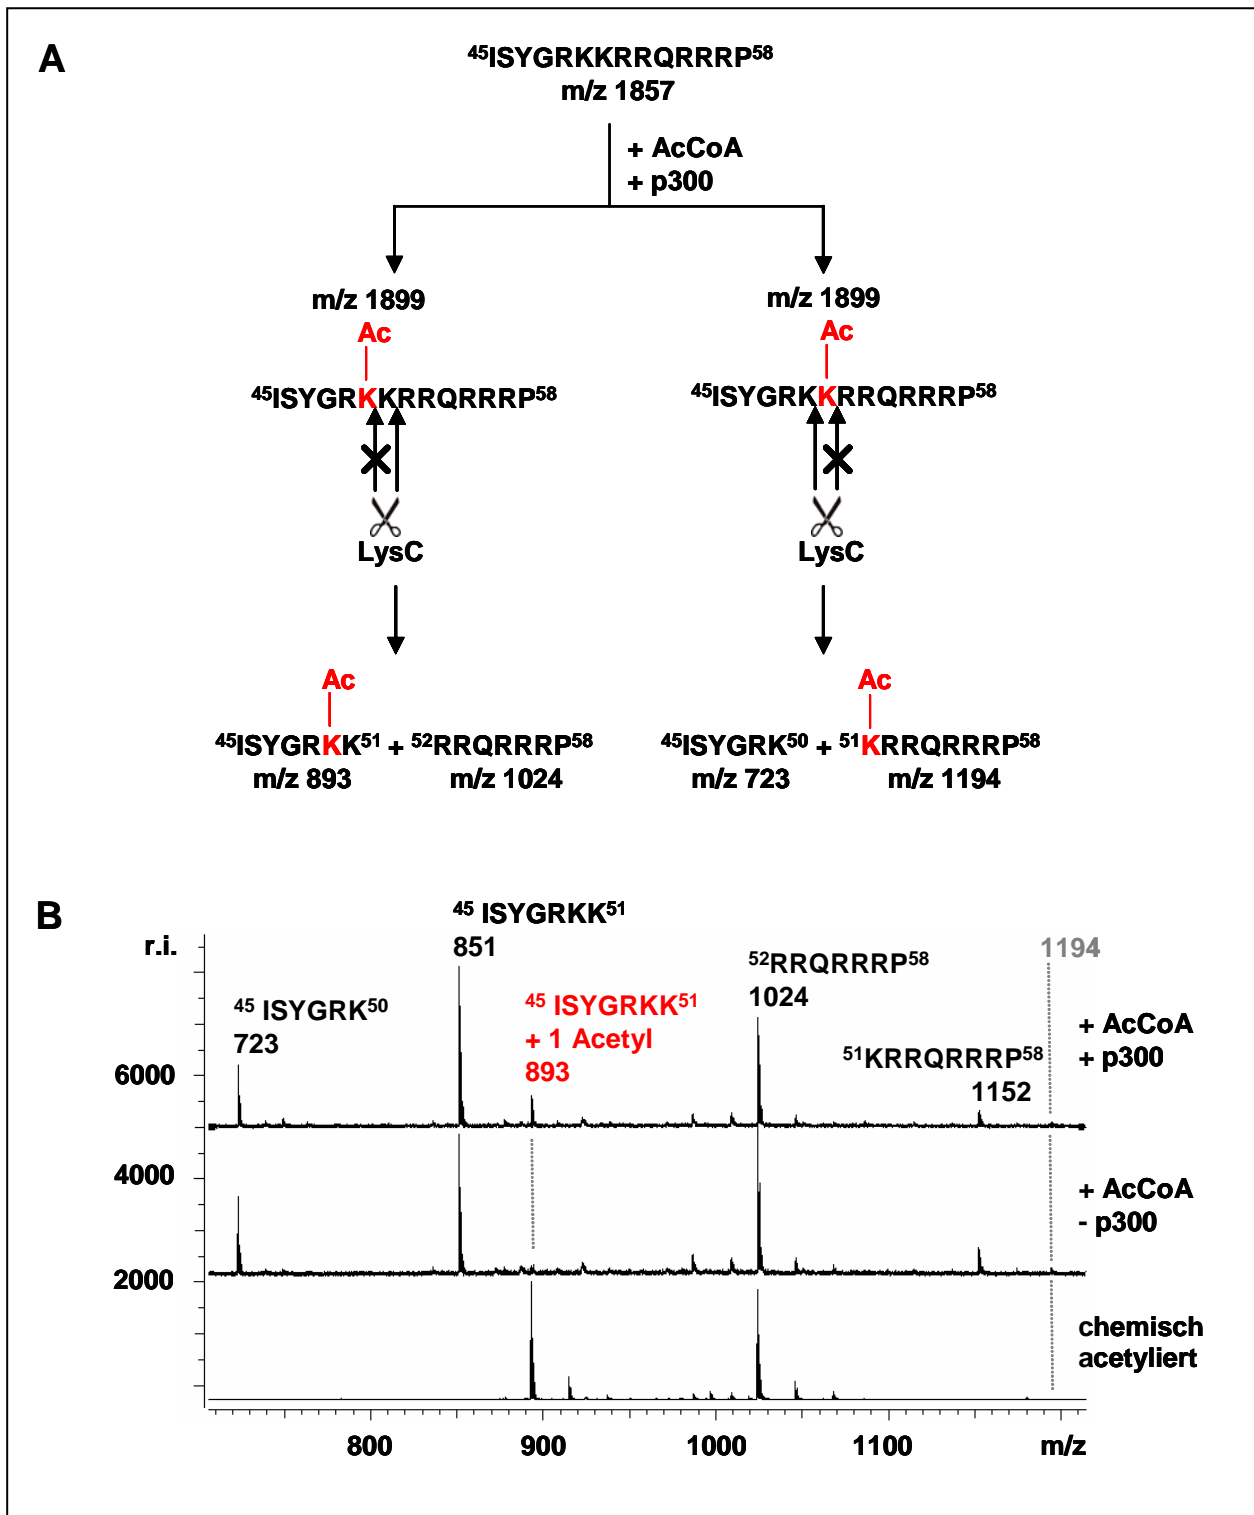 A
⁴⁵ISYGRKKRRQRRRP⁵⁸
m/z 1857
+ AcCoA
+ p300
m/z 1899
Ac
⁴⁵ISYGRKKRRQRRRP⁵⁸
LysC
Ac
⁴⁵ISYGRKK⁵¹ + ⁵²RRQRRRP⁵⁸
m/z 893
m/z 1024
m/z 1899
Ac
⁴⁵ISYGRKKRRQRRRP⁵⁸
LysC
Ac
⁴⁵ISYGRK⁵⁰ + ⁵¹KRRQRRRP⁵⁸
m/z 723
m/z 1194
B
r.i.
⁴⁵ ISYGRK⁵⁰
723
⁴⁵ ISYGRKK⁵¹
851
⁴⁵ ISYGRKK⁵¹
+ 1 Acetyl
893
⁵²RRQRRRP⁵⁸
1024
⁵¹KRRQRRRP⁵⁸
1152
1194
+ AcCoA
+ p300
+ AcCoA
- p300
chemisch
acetyliert
6000
4000
2000
800 900 1000 1100 m/z